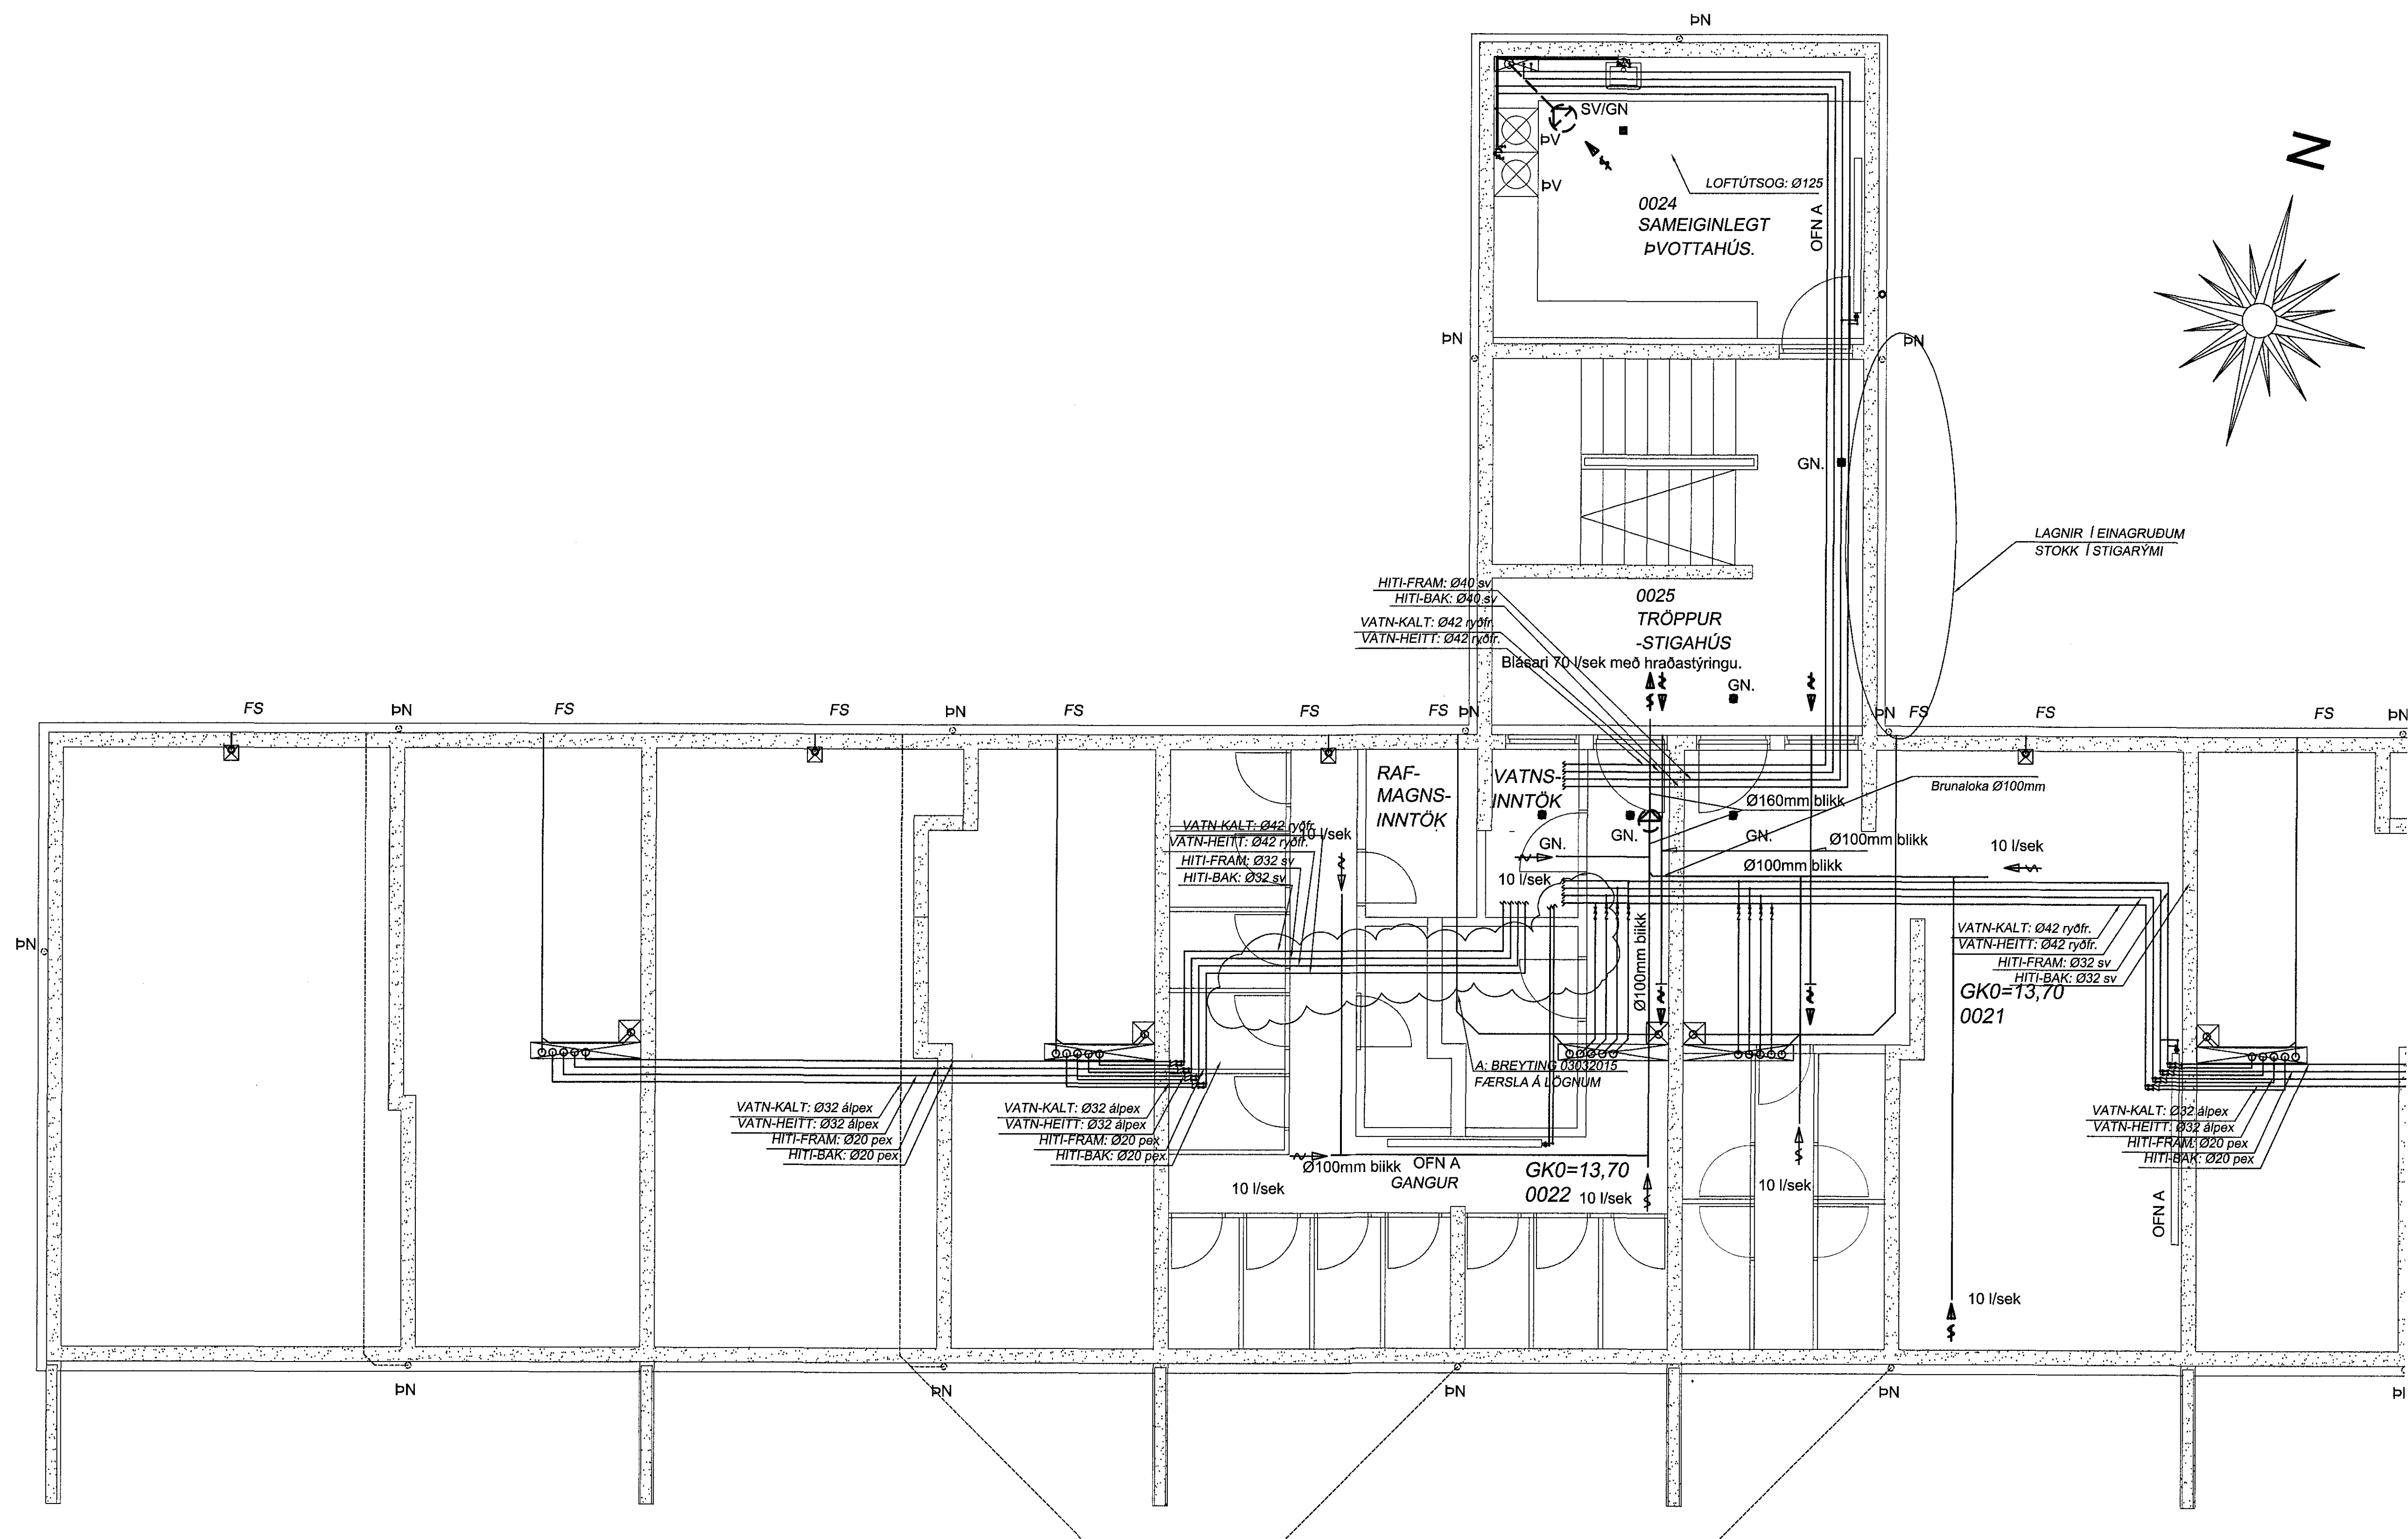 ÞN
N
SV/GN
ÞV
ÞV
LOFTÚTSOG: Ø125
0024
SAMEIGINLEGT
ÞVOTTAHÚS.
OFN A
ÞN
ÞN
GN.
LAGNIR Í EINAGRUÐUM
STOKK Í STIGARÝMI
HITI-FRAM: Ø40 sv
HITI-BAK: Ø40 sv
VATN-KALT: Ø42 ryðfr.
VATN-HEITT: Ø42 ryðfr.
0025
TRÖPPUR
-STIGAHÚS
Blásari 70 l/sek með hraðastýringu.
GN.
FS
ÞN
FS
FS
ÞN
FS
FS
FS
ÞN
ÞN
FS
FS
FS
ÞN
RAF-
MAGNS-
INNTÖK
VATNS-
INNTÖK
Brunaloka Ø100mm
Ø160mm blikk
GN.
GN.
GN.
Ø100mm blikk
Ø100mm blikk
10 l/sek
VATN-KALT: Ø42 ryðfr.
VATN-HEITT: Ø42 ryðfr.
HITI-FRAM: Ø32 sv
HITI-BAK: Ø32 sv
10 l/sek
10 l/sek
Ø100mm blikk
ÞN
VATN-KALT: Ø42 ryðfr.
VATN-HEITT: Ø42 ryðfr.
HITI-FRAM: Ø32 sv
HITI-BAK: Ø32 sv
GK0=13,70
0021
A: BREYTING 03032015
FÆRSLA Á LÖGNUM
VATN-KALT: Ø32 álpex
VATN-HEITT: Ø32 álpex
HITI-FRAM: Ø20 pex
HITI-BAK: Ø20 pex
VATN-KALT: Ø32 álpex
VATN-HEITT: Ø32 álpex
HITI-FRAM: Ø20 pex
HITI-BAK: Ø20 pex
VATN-KALT: Ø32 álpex
VATN-HEITT: Ø32 álpex
HITI-FRAM: Ø20 pex
HITI-BAK: Ø20 pex
Ø100mm blikk
OFN A
GANGUR
10 l/sek
GK0=13,70
0022
10 l/sek
10 l/sek
OFN A
10 l/sek
ÞN
ÞN
ÞN
ÞN